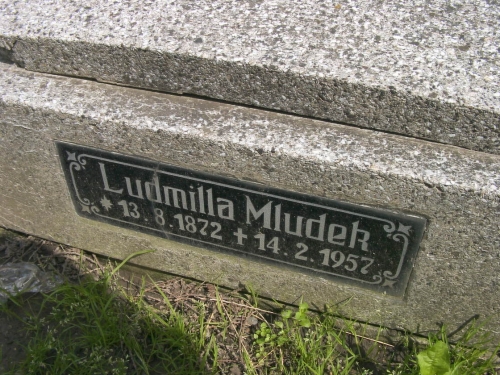 Ludmilla Mludek
* 13. 8. 1872 + 14. 2. 1957